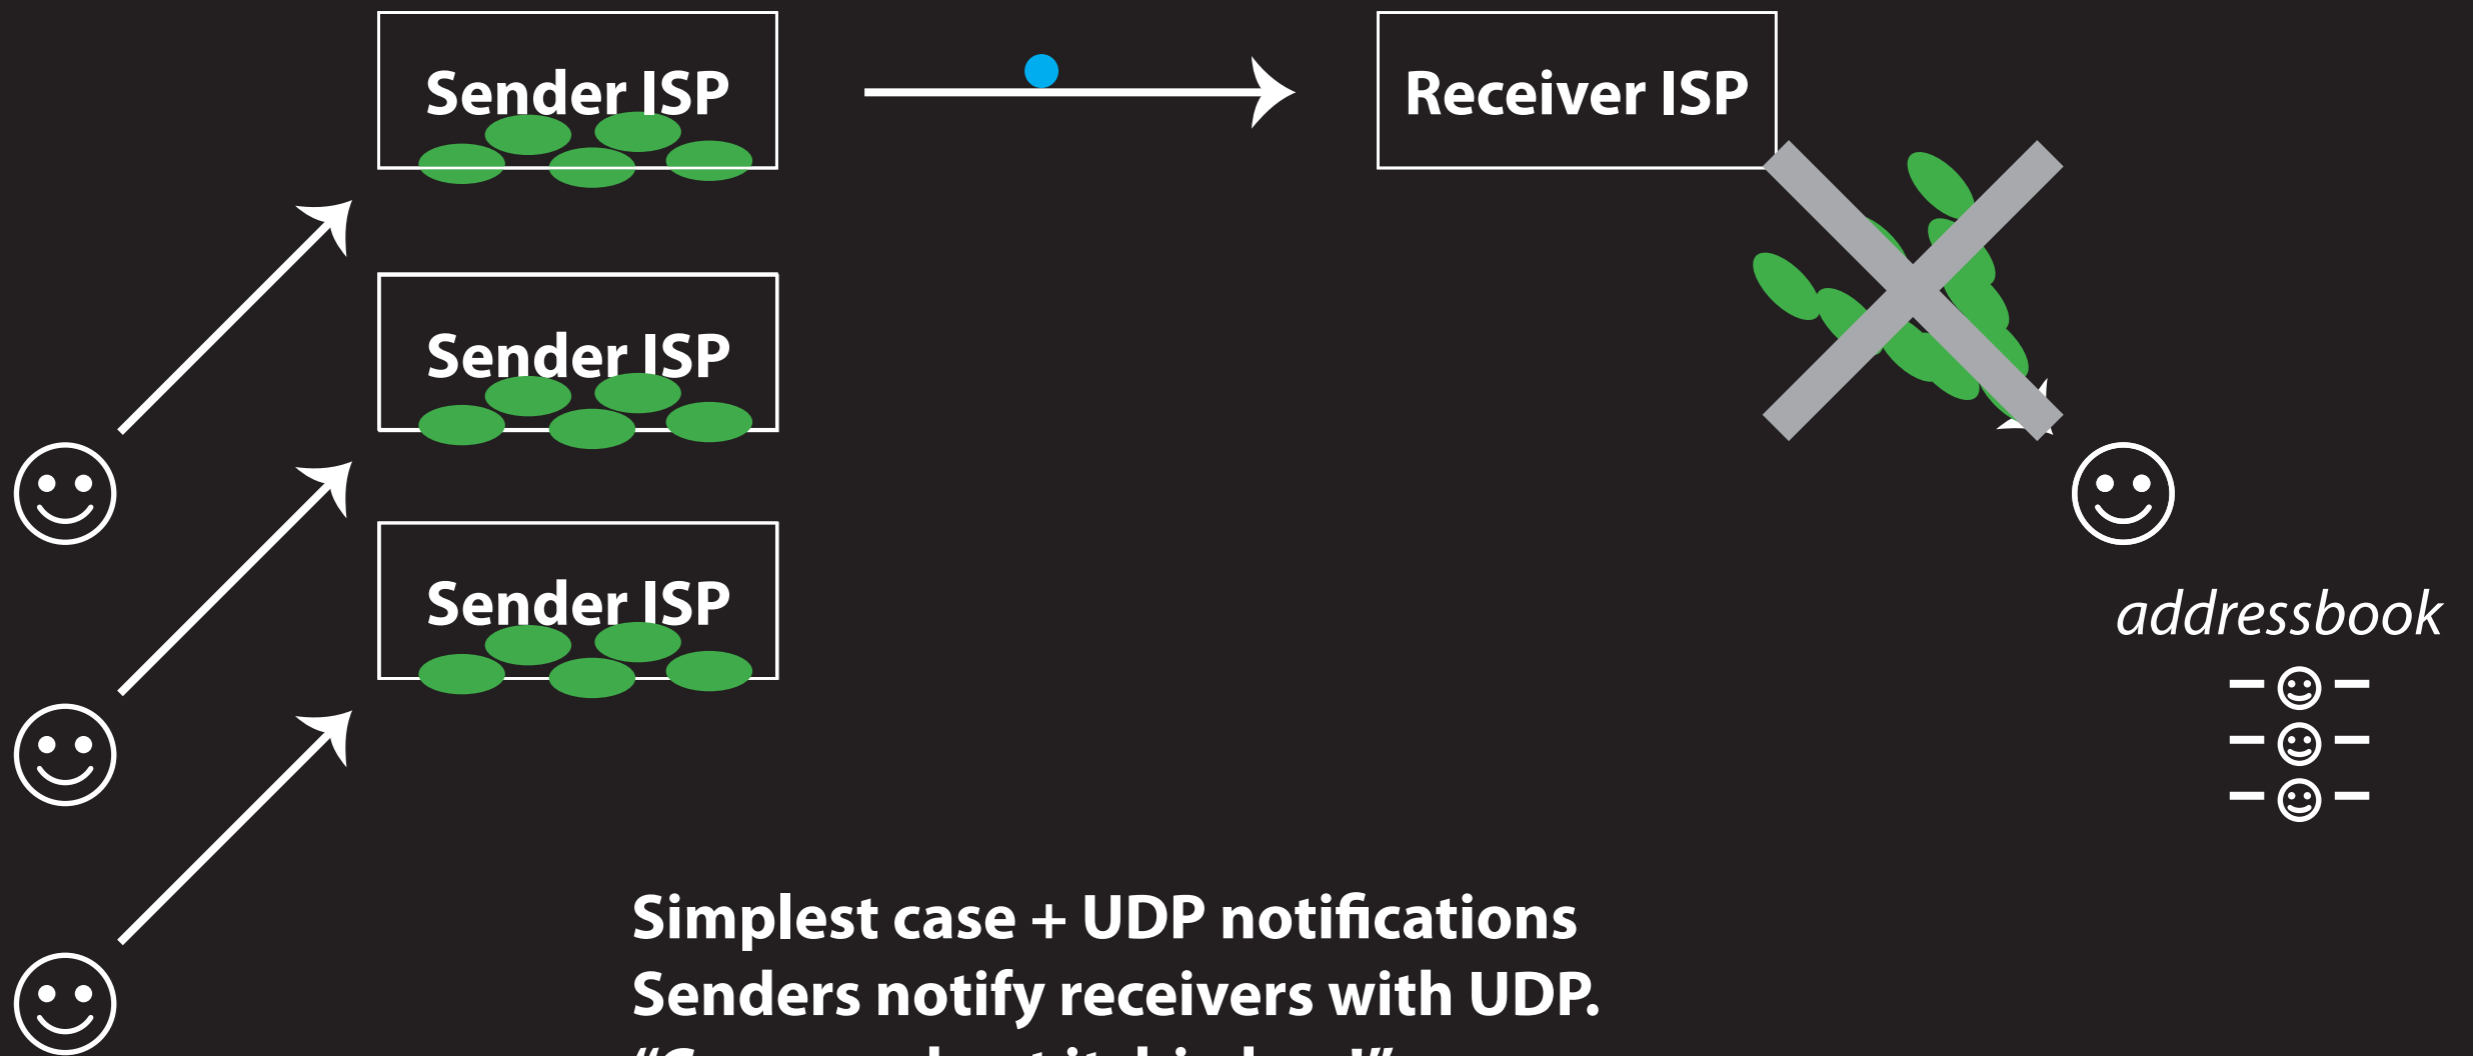 Sender ISP
Receiver ISP
Sender ISP
Sender ISP
addressbook
Simplest case + UDP notifications
Senders notify receivers with UDP.